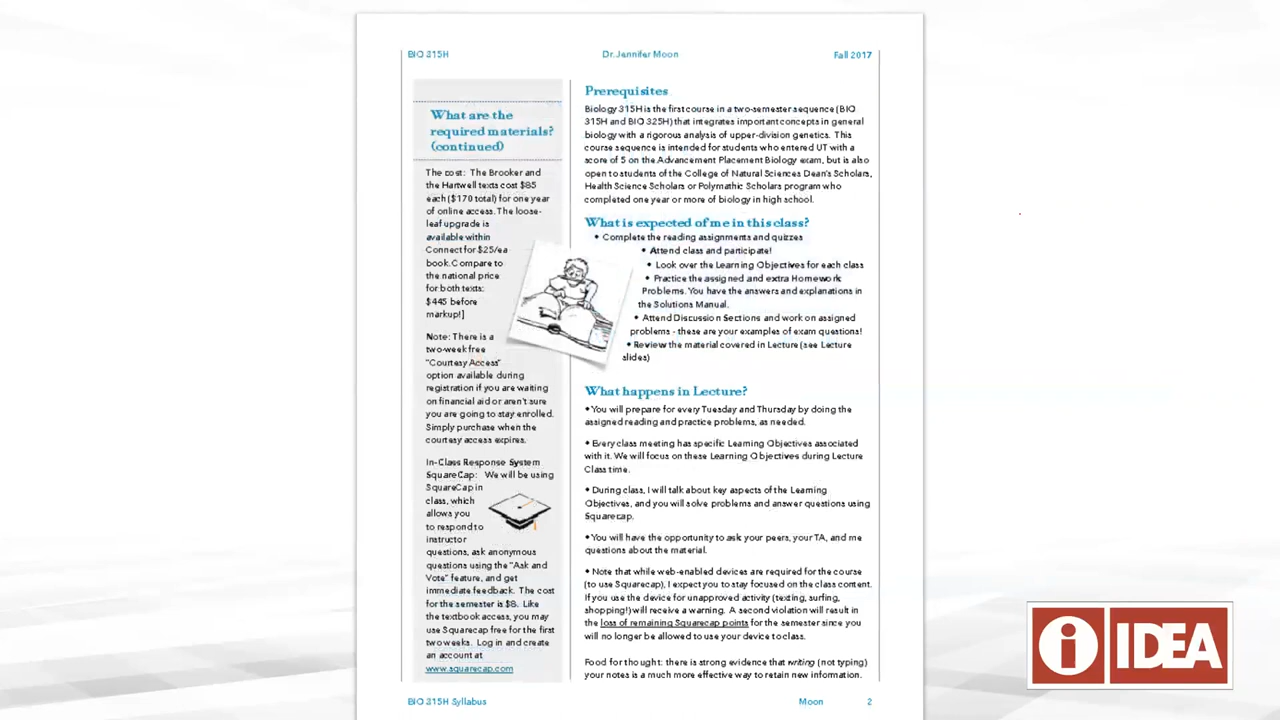 BIO 315H
Dr. Jennifer Moon
Fall 2017
What are the
required materials?
(continued)
The cost: The Brooker and
the Hartwell texts cost $85
each ($170 total) for one year
of online access. The loose-
leaf upgrade is
available within
Connect for $25/ea
book. Compare to
the national price
for both texts:
$445 before
markup!]
Note: There is a
two-week free
"Courtesy Access"
option available during
registration if you are waiting
on financial aid or aren't sure
you are going to stay enrolled.
Simply purchase when the
courtesy access expires.
In-Class Response System
SquareCap: We will be using
SquareCap in
class, which
allows you
to respond to
instructor
questions, ask anonymous
questions using the "Ask and
Vote" feature, and get
immediate feedback. The cost
for the semester is $8. Like
the textbook access, you may
use Squarecap free for the first
two weeks. Log in and create
an account at
www.squarecap.com
Prerequisites
Biology 315H is the first course in a two-semester sequence (BIO
315H and BIO 325H) that integrates important concepts in general
biology with a rigorous analysis of upper-division genetics. This
course sequence is intended for students who entered UT with a
score of 5 on the Advancement Placement Biology exam, but is also
open to students of the College of Natural Sciences Dean's Scholars,
Health Science Scholars or Polymathic Scholars program who
completed one year or more of biology in high school.
What is expected of me in this class?
• Complete the reading assignments and quizzes
• Attend class and participate!
• Look over the Learning Objectives for each class
• Practice the assigned and extra Homework
Problems. You have the answers and explanations in
the Solutions Manual.
• Attend Discussion Sections and work on assigned
problems - these are your examples of exam questions!
• Review the material covered in Lecture (see Lecture
slides)
What happens in Lecture?
• You will prepare for every Tuesday and Thursday by doing the
assigned reading and practice problems, as needed.
• Every class meeting has specific Learning Objectives associated
with it. We will focus on these Learning Objectives during Lecture
Class time.
• During class, I will talk about key aspects of the Learning
Objectives, and you will solve problems and answer questions using
Squarecap.
• You will have the opportunity to ask your peers, your TA, and me
questions about the material.
• Note that while web-enabled devices are required for the course
(to use Squarecap), I expect you to stay focused on the class content.
If you use the device for unapproved activity (texting, surfing,
shopping!) will receive a warning. A second violation will result in
the loss of remaining Squarecap points for the semester since you
will no longer be allowed to use your device to class.
Food for thought: there is strong evidence that writing (not typing)
your notes is a much more effective way to retain new information.
BIO 315H Syllabus
Moon
2
i IDEA